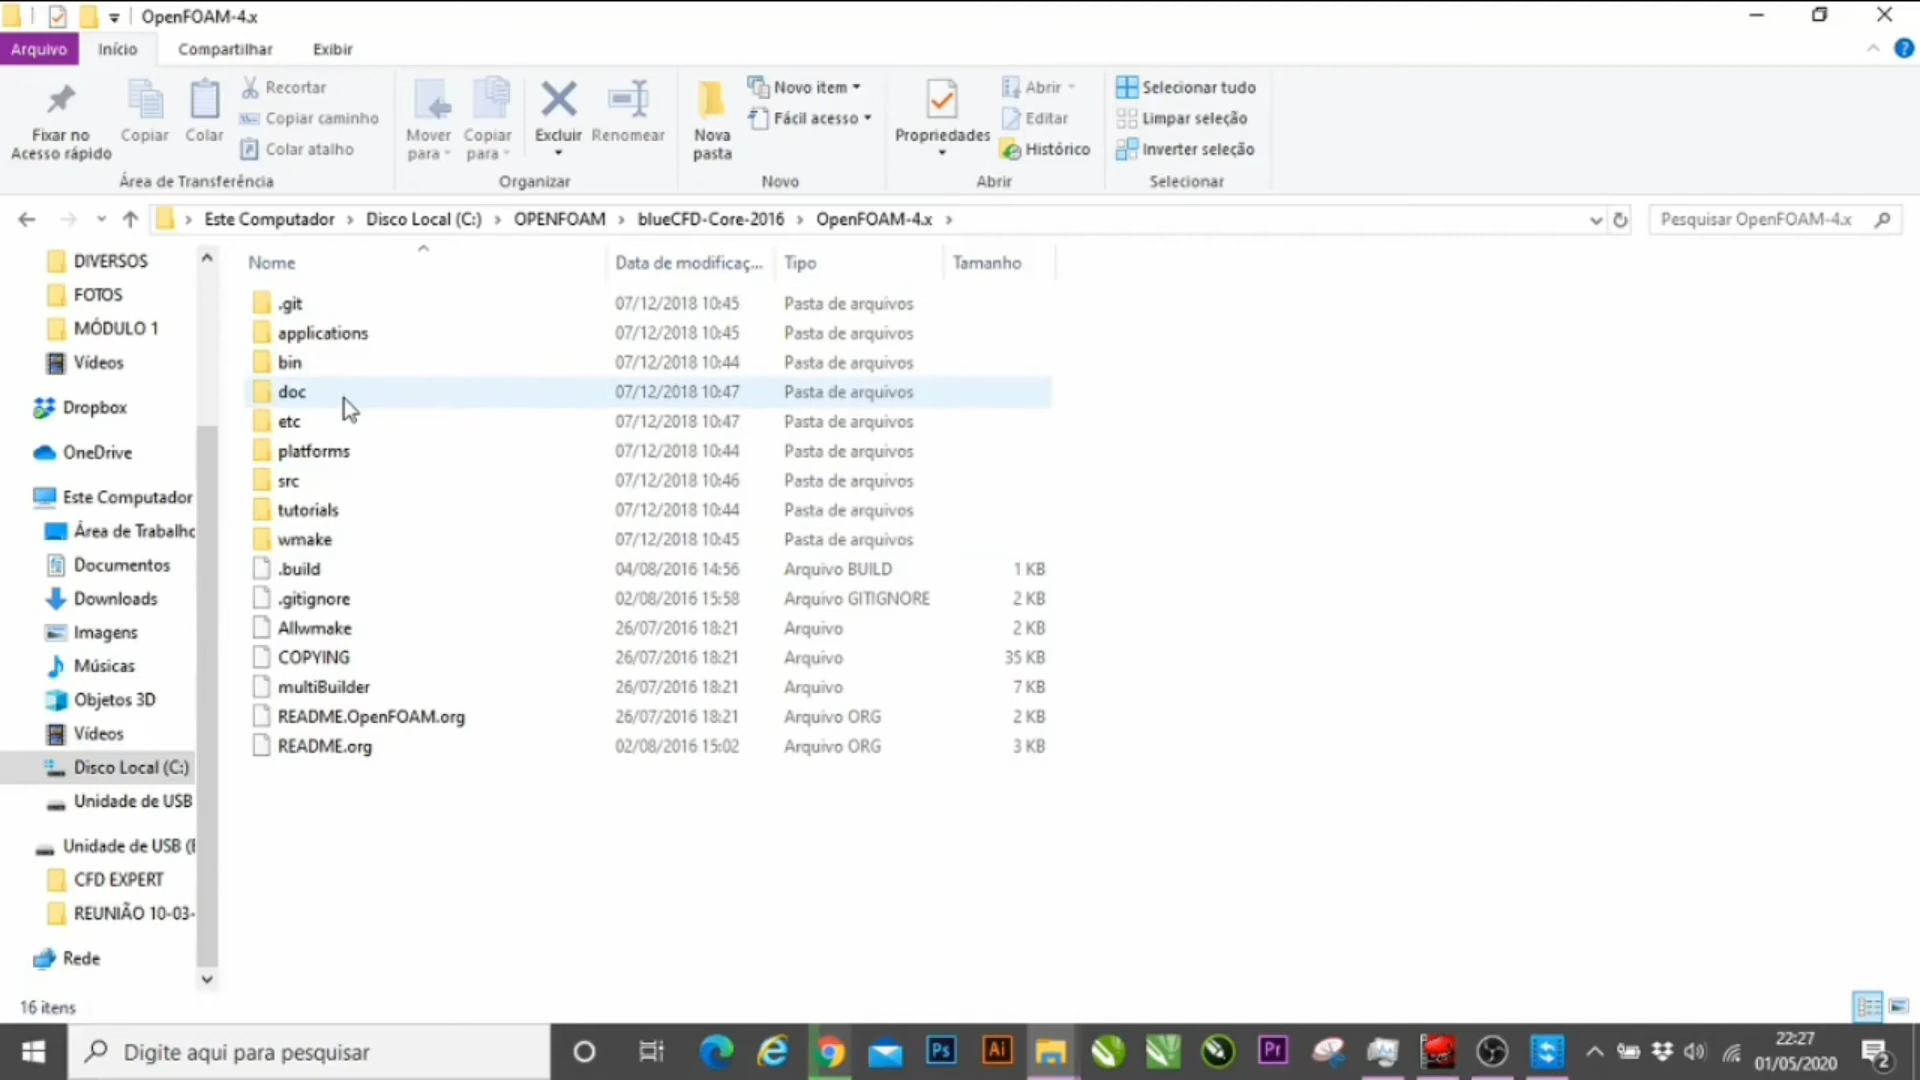 OpenFOAM-4.x
Arquivo Início Compartilhar Exibir
Fixar no Acesso rápido
Copiar
Colar
Recortar
Copiar caminho
Colar atalho
Área de Transferência
Mover para
Copiar para
Excluir
Renomear
Organizar
Nova pasta
Novo item
Fácil acesso
Novo
Propriedades
Abrir
Editar
Histórico
Abrir
Selecionar tudo
Limpar seleção
Inverter seleção
Selecionar
Este Computador Disco Local (C:) OPENFOAM blueCFD-Core-2016 OpenFOAM-4.x
Pesquisar OpenFOAM-4.x
DIVERSOS
FOTOS
MÓDULO 1
Vídeos
Dropbox
OneDrive
Este Computador
Área de Trabalho
Documentos
Downloads
Imagens
Músicas
Objetos 3D
Vídeos
Disco Local (C:)
Unidade de USB
Unidade de USB (
CFD EXPERT
REUNIÃO 10-03-
Rede
Nome Data de modificaç... Tipo Tamanho
.git 07/12/2018 10:45 Pasta de arquivos
applications 07/12/2018 10:45 Pasta de arquivos
bin 07/12/2018 10:44 Pasta de arquivos
doc 07/12/2018 10:47 Pasta de arquivos
etc 07/12/2018 10:47 Pasta de arquivos
platforms 07/12/2018 10:44 Pasta de arquivos
src 07/12/2018 10:46 Pasta de arquivos
tutorials 07/12/2018 10:44 Pasta de arquivos
wmake 07/12/2018 10:45 Pasta de arquivos
.build 04/08/2016 14:56 Arquivo BUILD 1 KB
.gitignore 02/08/2016 15:58 Arquivo GITIGNORE 2 KB
Allwmake 26/07/2016 18:21 Arquivo 2 KB
COPYING 26/07/2016 18:21 Arquivo 35 KB
multiBuilder 26/07/2016 18:21 Arquivo 7 KB
README.OpenFOAM.org 26/07/2016 18:21 Arquivo ORG 2 KB
README.org 02/08/2016 15:02 Arquivo ORG 3 KB
16 itens
Digite aqui para pesquisar
Ps
Ai
Pr
22:27
01/05/2020
2